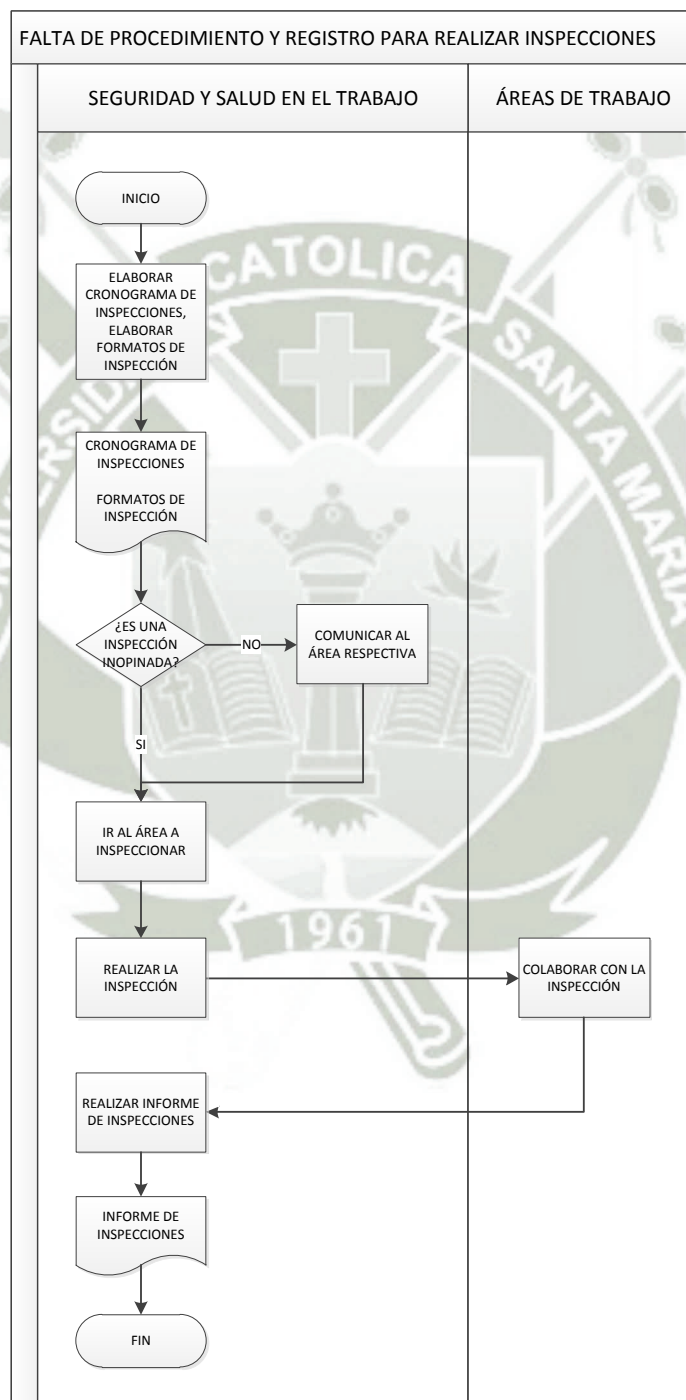 FALTA DE PROCEDIMIENTO Y REGISTRO PARA REALIZAR INSPECCIONES
SEGURIDAD Y SALUD EN EL TRABAJO
ÁREAS DE TRABAJO
INICIO
ELABORAR
CRONOGRAMA DE
INSPECCIONES,
ELABORAR
FORMATOS DE
INSPECCIÓN
CRONOGRAMA DE
INSPECCIONES
FORMATOS DE
INSPECCIÓN
¿ES UNA
INSPECCIÓN
INOPINADA?
NO
COMUNICAR AL
ÁREA RESPECTIVA
SI
IR AL ÁREA A
INSPECCIONAR
REALIZAR LA
INSPECCIÓN
COLABORAR CON LA
INSPECCIÓN
REALIZAR INFORME
DE INSPECCIONES
INFORME DE
INSPECCIONES
FIN
CATOLICA
SANTA MARIA
1961